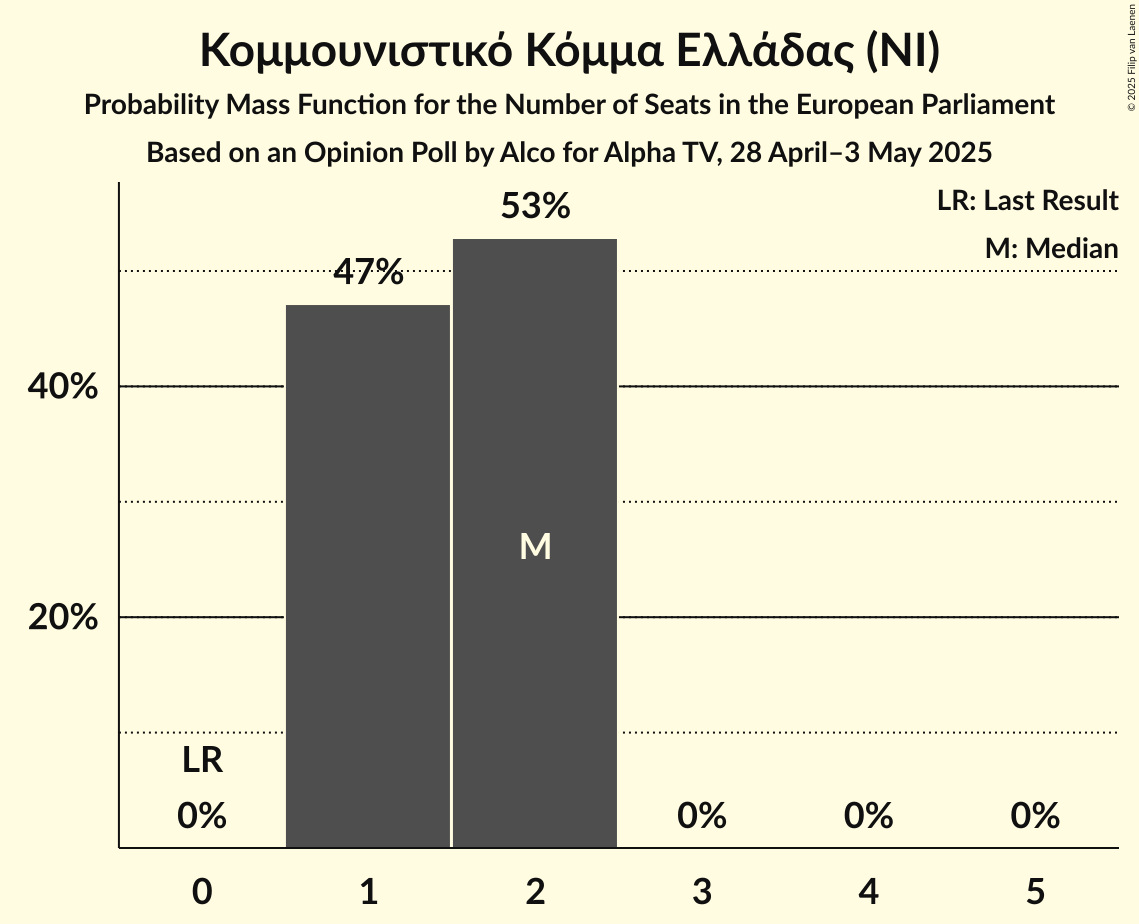 Κομμουνιστικό Κόμμα Ελλάδας (NI)
Probability Mass Function for the Number of Seats in the European Parliament
Based on an Opinion Poll by Alco for Alpha TV, 28 April–3 May 2025
© 2025 Filip van Laenen
LR: Last Result
M: Median
53%
47%
40%
M
20%
LR
0%
0%
0%
0%
0
1
2
3
4
5